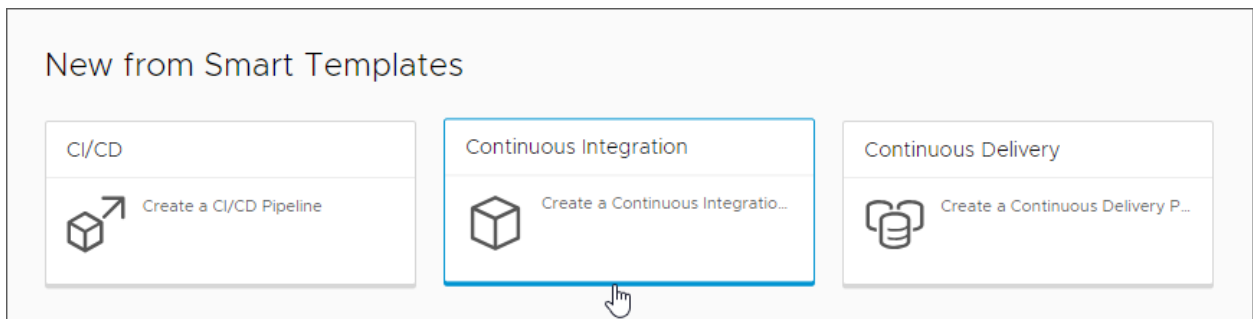 New from Smart Templates
CI/CD
Create a CI/CD Pipeline
Continuous Integration
Create a Continuous Integratio...
Continuous Delivery
Create a Continuous Delivery P...